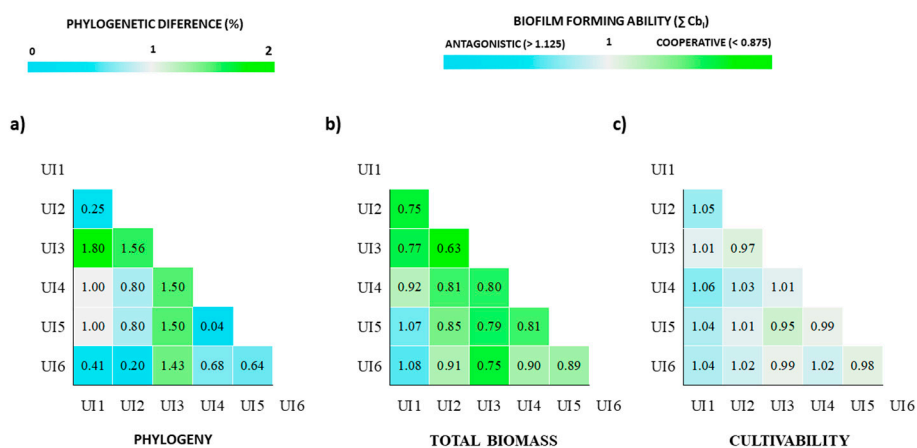 PHYLOGENETIC DIFERENCE (%)
0 1 2
BIOFILM FORMING ABILITY (∑ Cbᵢ)
ANTAGONISTIC (> 1.125) 1 COOPERATIVE (< 0.875)
a) b) c)
UI1 UI1 UI1
UI2 0.25 UI2 0.75 UI2 1.05
UI3 1.80 1.56 UI3 0.77 0.63 UI3 1.01 0.97
UI4 1.00 0.80 1.50 UI4 0.92 0.81 0.80 UI4 1.06 1.03 1.01
UI5 1.00 0.80 1.50 0.04 UI5 1.07 0.85 0.79 0.81 UI5 1.04 1.01 0.95 0.99
UI6 0.41 0.20 1.43 0.68 0.64 UI6 1.08 0.91 0.75 0.90 0.89 UI6 1.04 1.02 0.99 1.02 0.98
UI1 UI2 UI3 UI4 UI5 UI6 UI1 UI2 UI3 UI4 UI5 UI6 UI1 UI2 UI3 UI4 UI5 UI6
PHYLOGENY TOTAL BIOMASS CULTIVABILITY